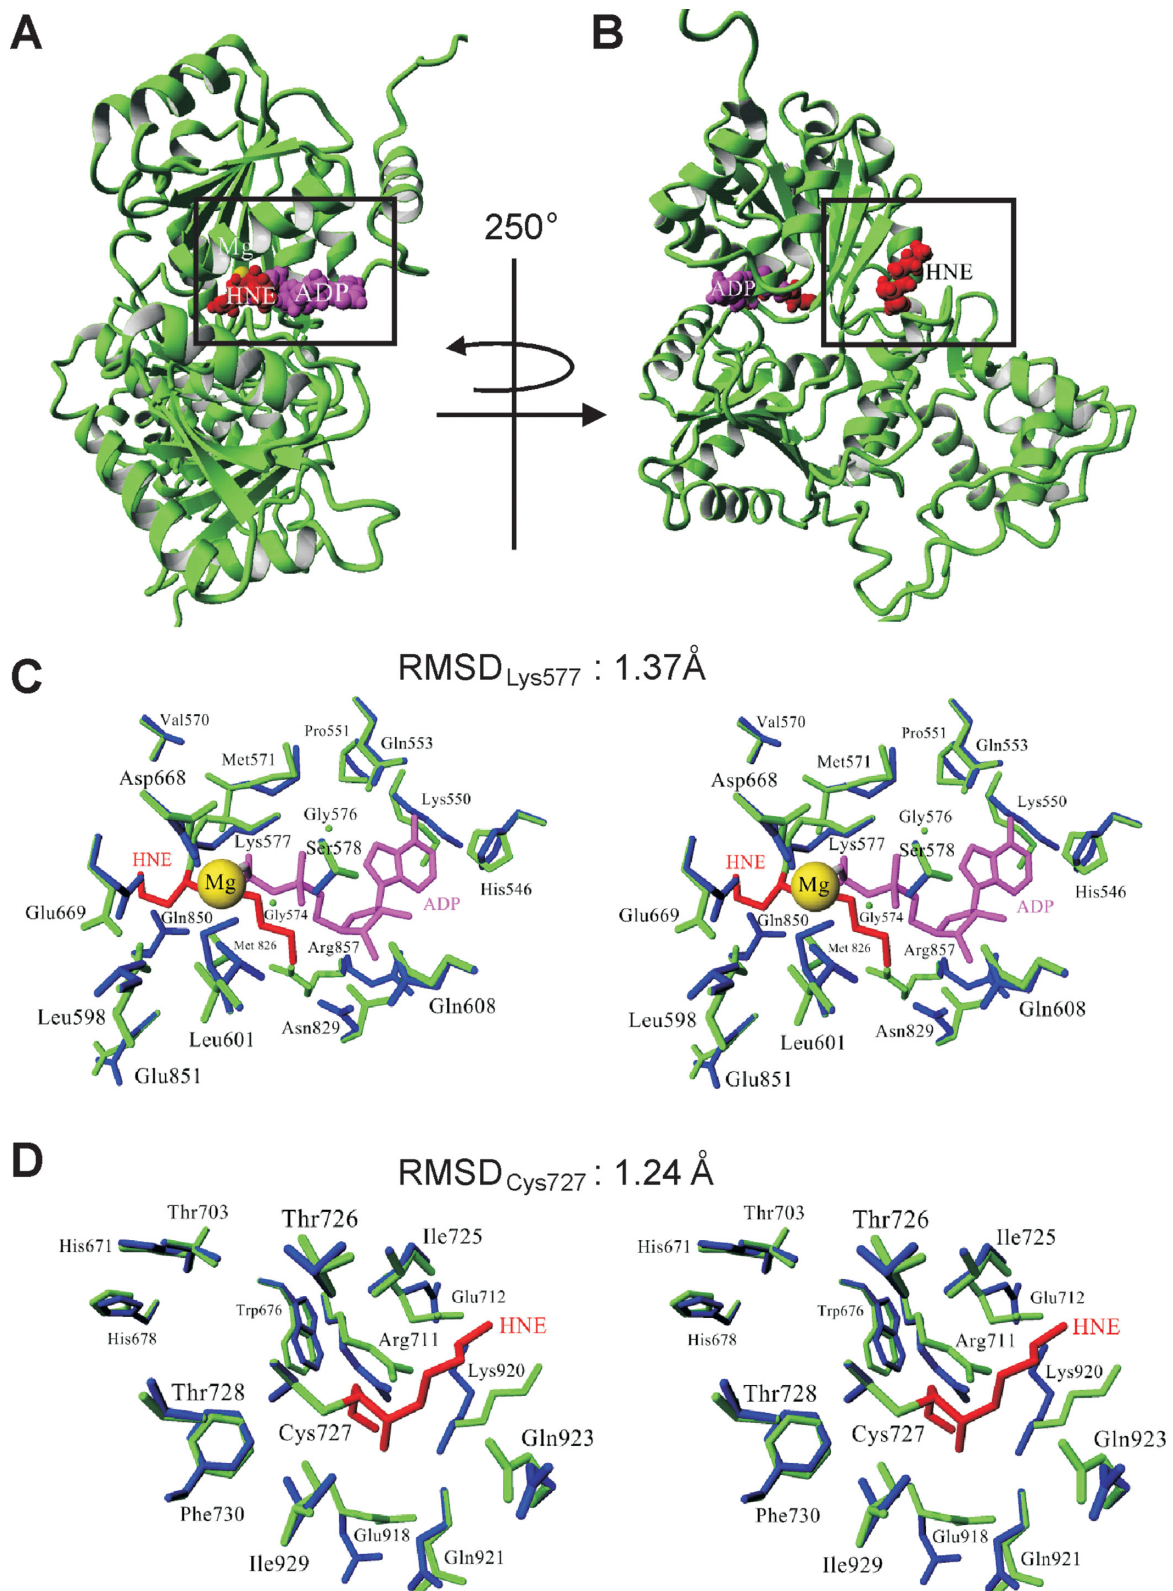 A
B
Mg
HNE
ADP
250°
ADP
HNE
C
RMSD Lys577 : 1.37Å
Val570
Pro551
Gln553
Met571
Asp668
Gly576
Lys550
Lys577
Ser578
HNE
Mg
His546
ADP
Glu669
Gln850
Gly574
Met 826
Arg857
Leu598
Leu601
Asn829
Gln608
Glu851
Val570
Pro551
Gln553
Met571
Asp668
Gly576
Lys550
Lys577
Ser578
HNE
Mg
His546
ADP
Glu669
Gln850
Gly574
Met 826
Arg857
Leu598
Leu601
Asn829
Gln608
Glu851
D
RMSD Cys727 : 1.24 Å
Thr703
Thr726
Ile725
His671
Glu712
Trp676
HNE
His678
Arg711
Lys920
Thr728
Cys727
Gln923
Phe730
Glu918
Ile929
Gln921
Thr703
Thr726
Ile725
His671
Glu712
Trp676
HNE
His678
Arg711
Lys920
Thr728
Cys727
Gln923
Phe730
Glu918
Ile929
Gln921